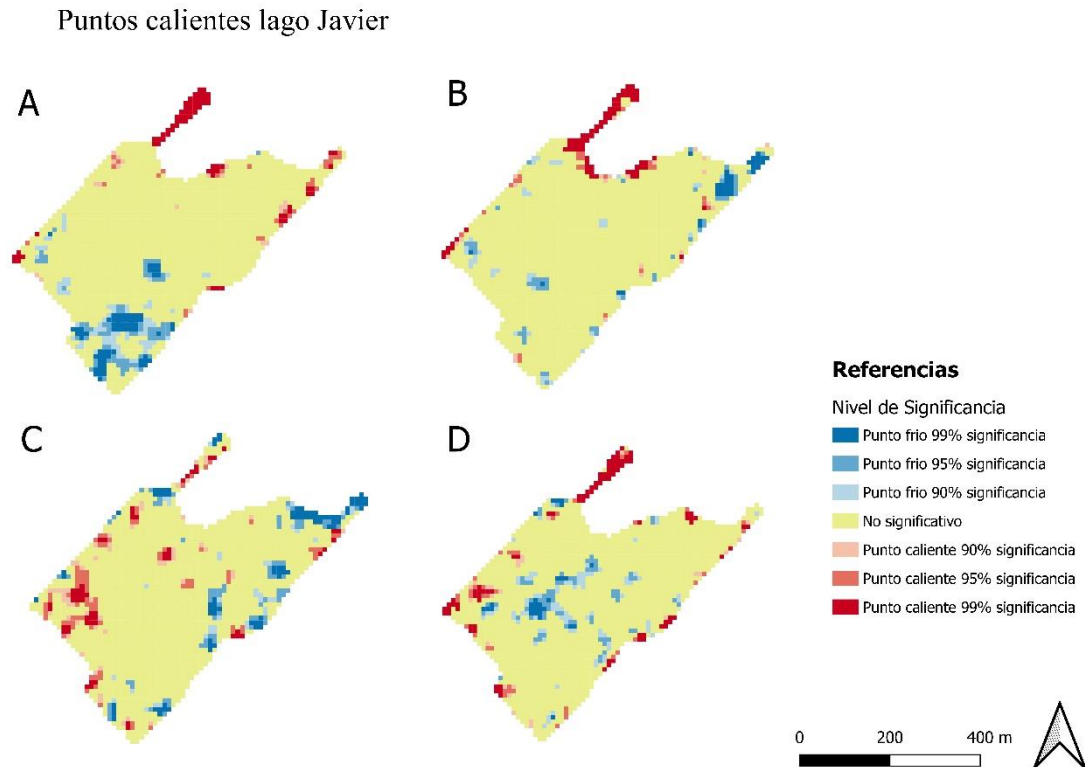 Puntos calientes lago Javier
A
B
C
D
Referencias
Nivel de Significancia
Punto frio 99% significancia
Punto frio 95% significancia
Punto frio 90% significancia
No significativo
Punto caliente 90% significancia
Punto caliente 95% significancia
Punto caliente 99% significancia
0 200 400 m